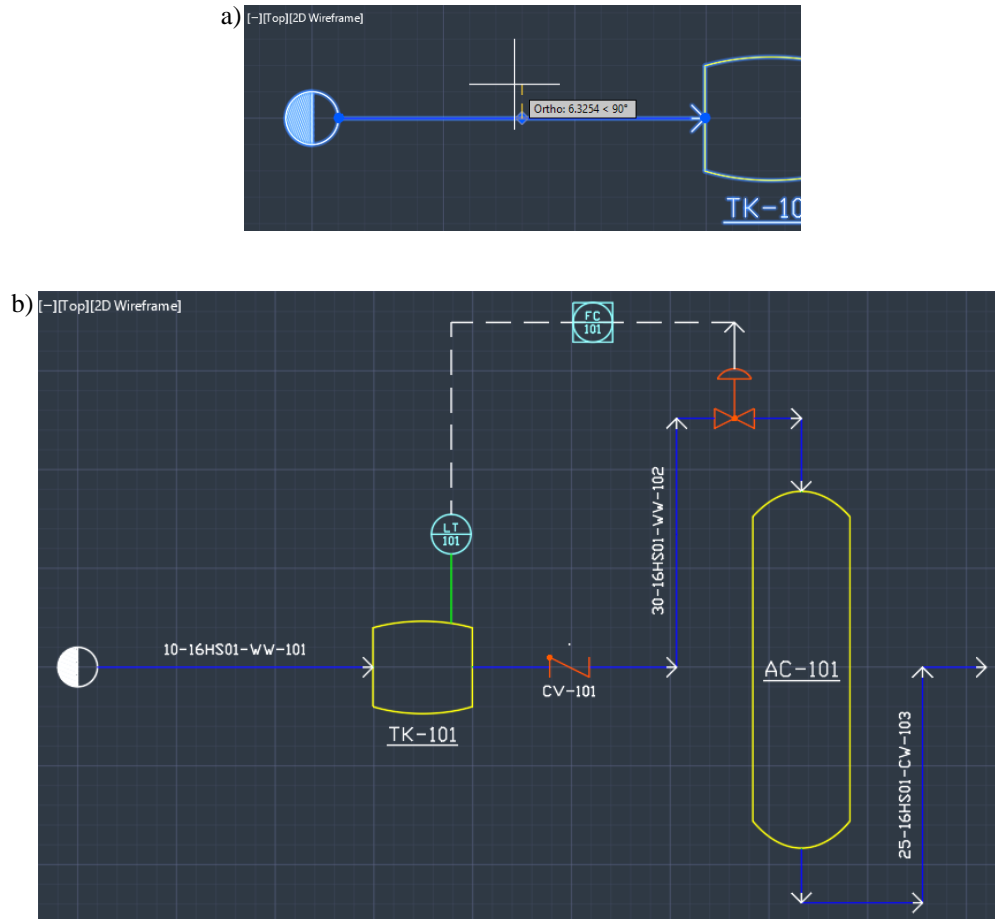 a)
[−][Top][2D Wireframe]
Ortho: 6.3254 < 90°
TK-10
b)
[−][Top][2D Wireframe]
FC
101
LT
101
30-16HS01-WW-102
10-16HS01-WW-101
AC-101
CV-101
TK-101
25-16HS01-CW-103